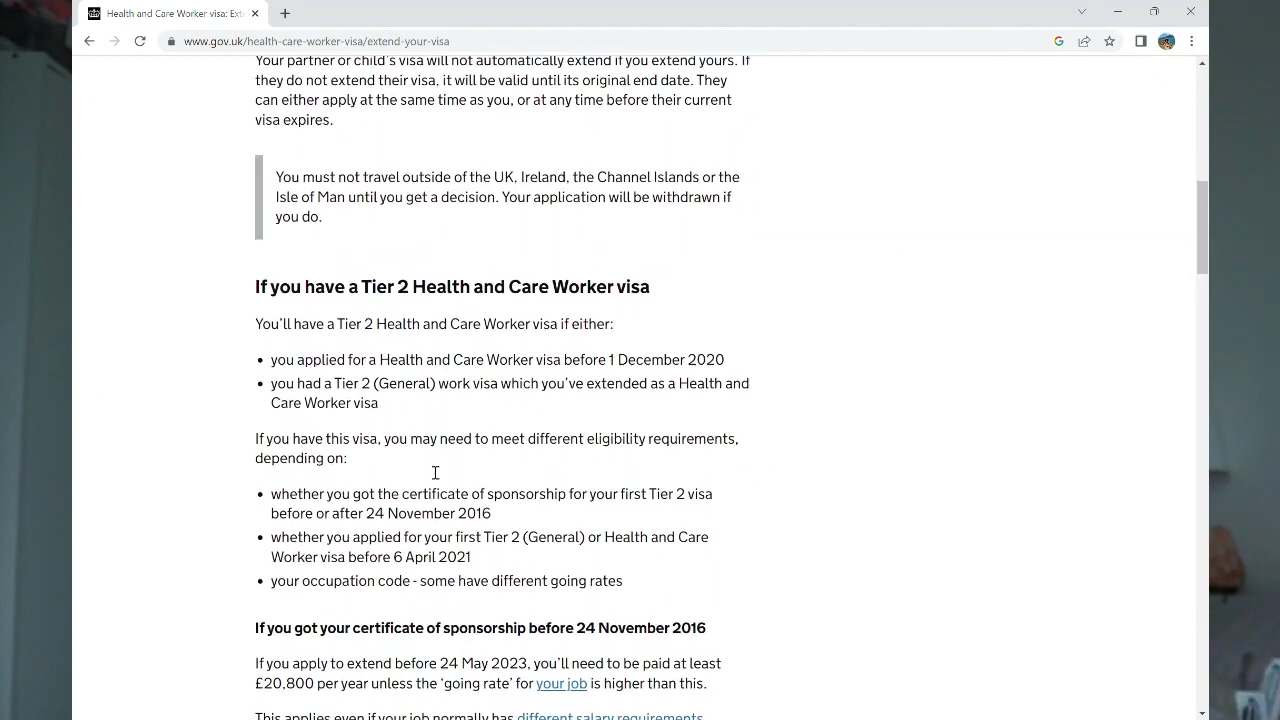 Health and Care Worker visa: Ext
www.gov.uk/health-care-worker-visa/extend-your-visa
Your partner or child's visa will not automatically extend if you extend yours. If
they do not extend their visa, it will be valid until its original end date. They
can either apply at the same time as you, or at any time before their current
visa expires.
You must not travel outside of the UK, Ireland, the Channel Islands or the
Isle of Man until you get a decision. Your application will be withdrawn if
you do.
If you have a Tier 2 Health and Care Worker visa
You'll have a Tier 2 Health and Care Worker visa if either:
• you applied for a Health and Care Worker visa before 1 December 2020
• you had a Tier 2 (General) work visa which you've extended as a Health and
Care Worker visa
If you have this visa, you may need to meet different eligibility requirements,
depending on:
• whether you got the certificate of sponsorship for your first Tier 2 visa
before or after 24 November 2016
• whether you applied for your first Tier 2 (General) or Health and Care
Worker visa before 6 April 2021
• your occupation code - some have different going rates
If you got your certificate of sponsorship before 24 November 2016
If you apply to extend before 24 May 2023, you'll need to be paid at least
£20,800 per year unless the 'going rate' for your job is higher than this.
This applies even if your job normally has different salary requirements.